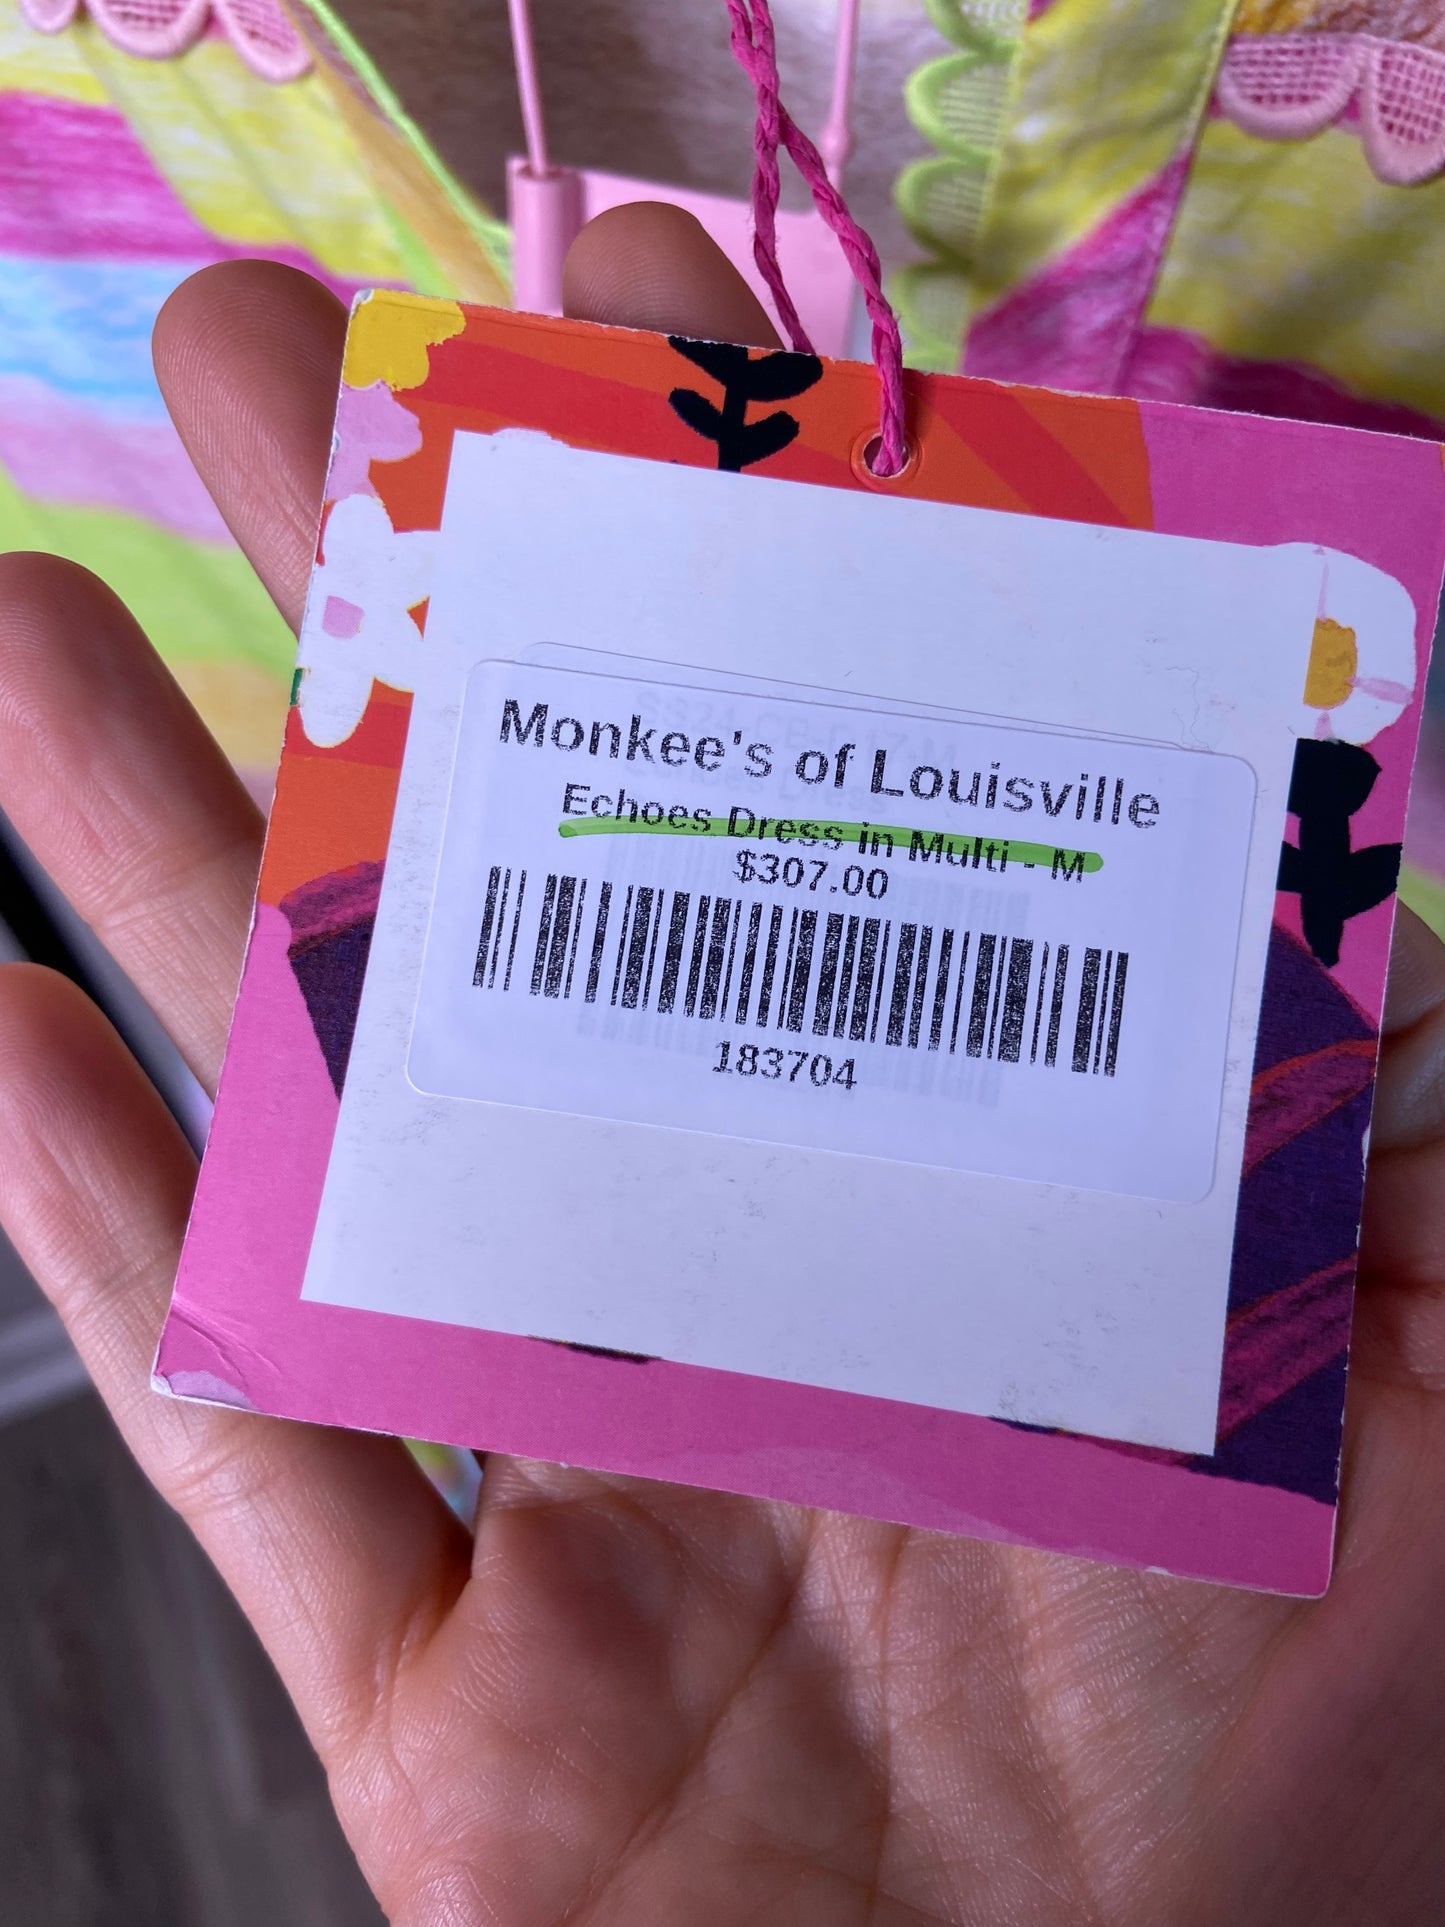 Monkee's of Louisville
Echoes Dress in Multi - M
$307.00
183704